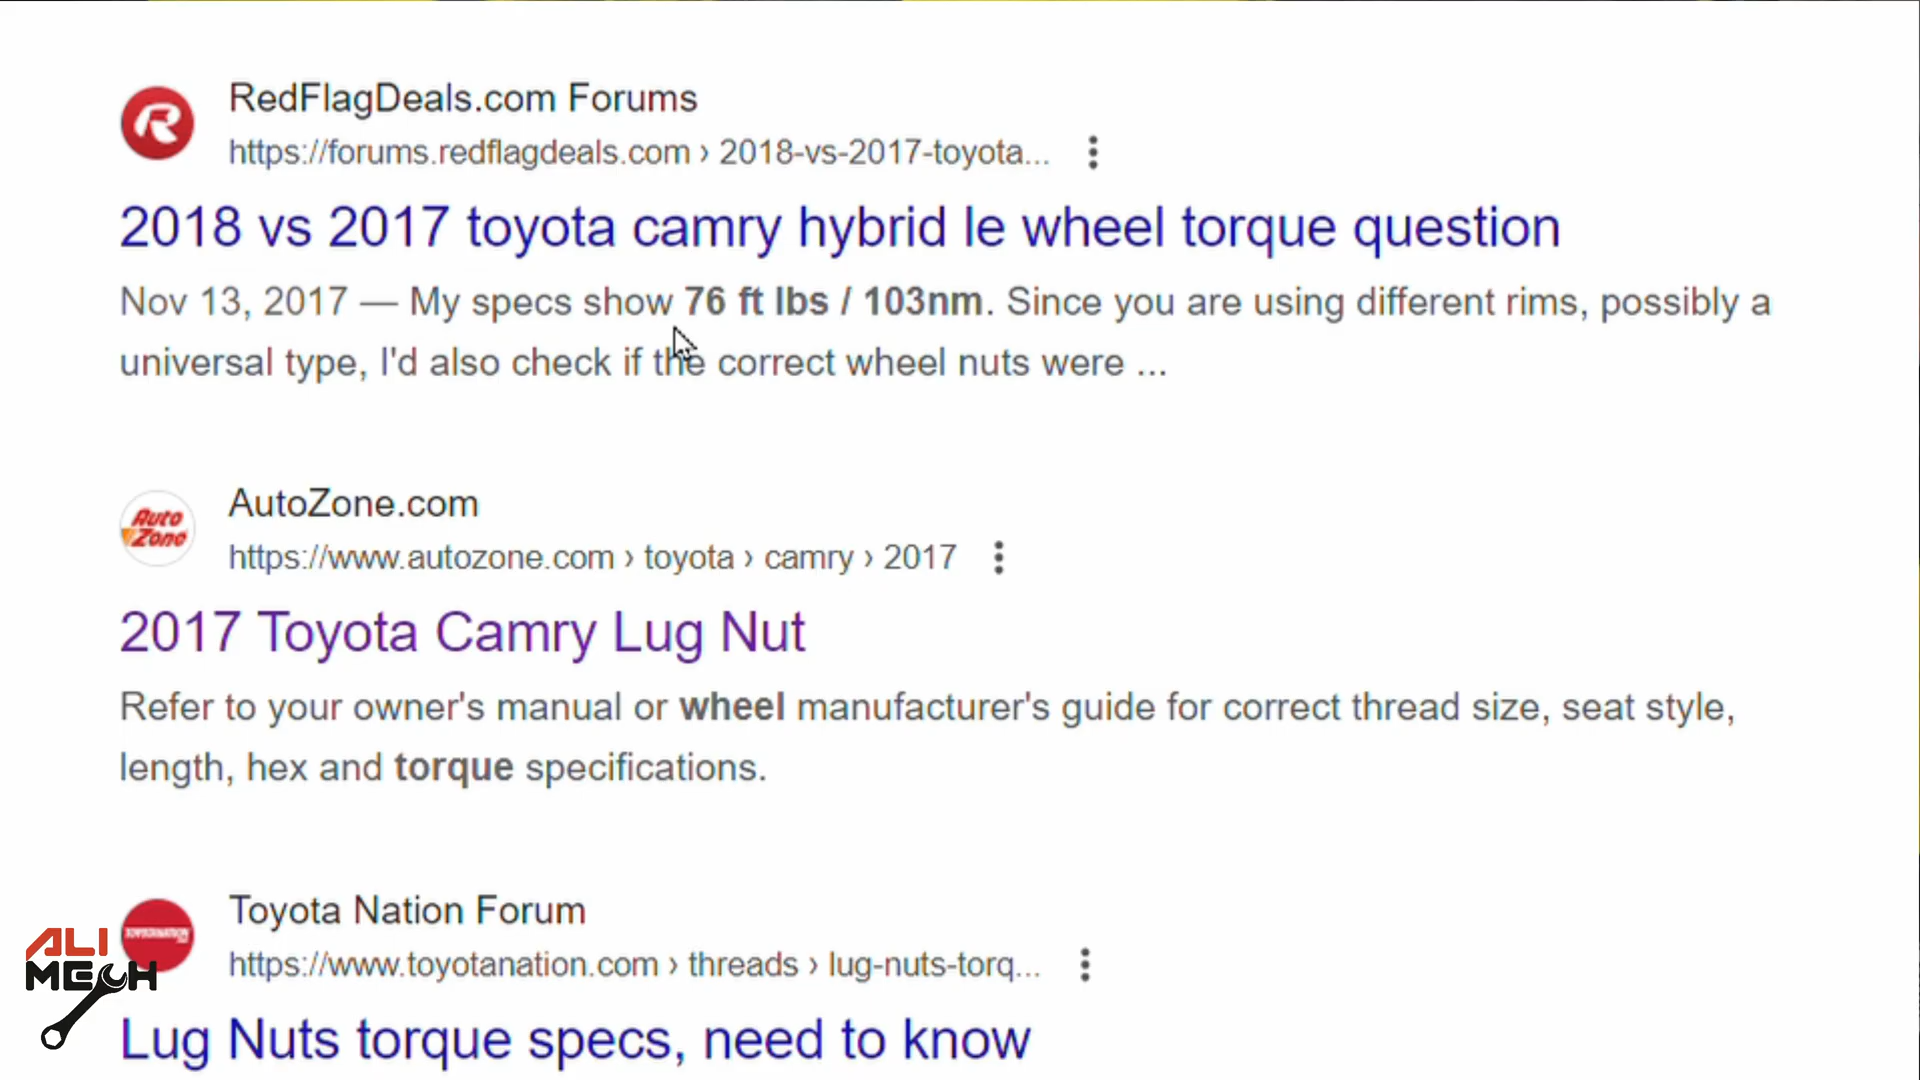 RedFlagDeals.com Forums
https://forums.redflagdeals.com › 2018-vs-2017-toyota...
2018 vs 2017 toyota camry hybrid le wheel torque question
Nov 13, 2017 — My specs show 76 ft lbs / 103nm. Since you are using different rims, possibly a
universal type, I'd also check if the correct wheel nuts were ...
Auto
Zone
AutoZone.com
https://www.autozone.com › toyota › camry › 2017
2017 Toyota Camry Lug Nut
Refer to your owner's manual or wheel manufacturer's guide for correct thread size, seat style,
length, hex and torque specifications.
Toyota Nation Forum
https://www.toyotanation.com › threads › lug-nuts-torq...
ALI
MECH
Lug Nuts torque specs, need to know